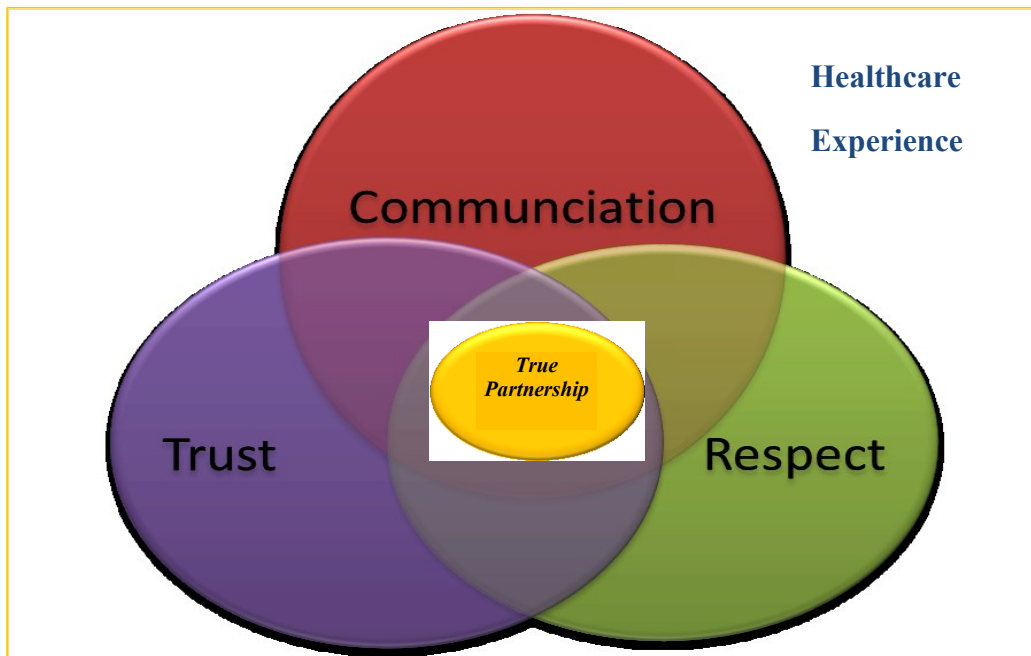 Healthcare
Experience
Communciation
True
Partnership
Trust
Respect